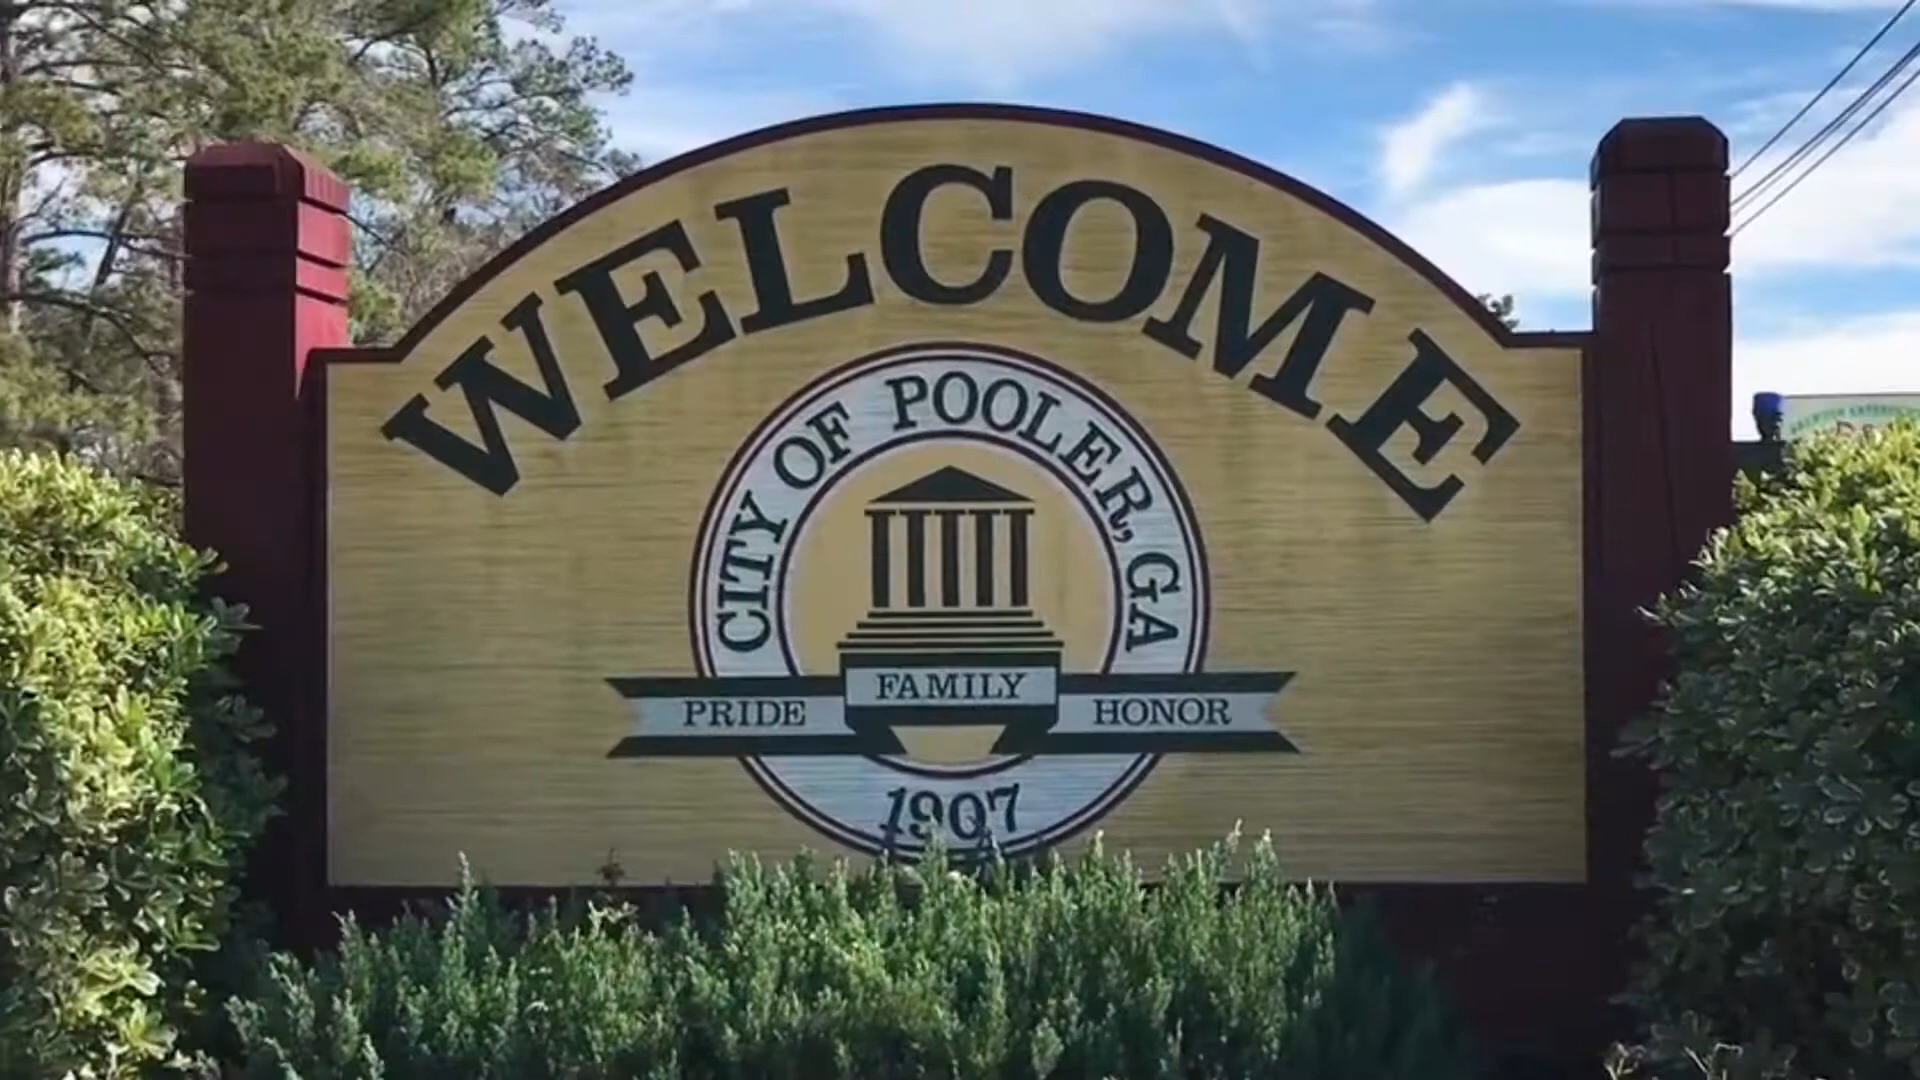 WELCOME
CITY OF POOLER, GA
FAMILY
PRIDE HONOR
1907